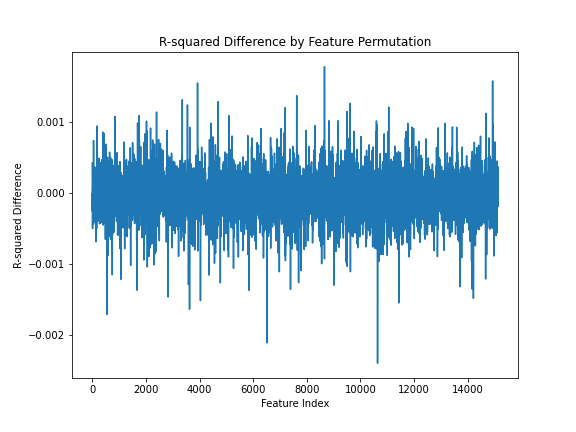 R-squared Difference by Feature Permutation
R-squared Difference
0.001
0.000
−0.001
−0.002
0 2000 4000 6000 8000 10000 12000 14000
Feature Index